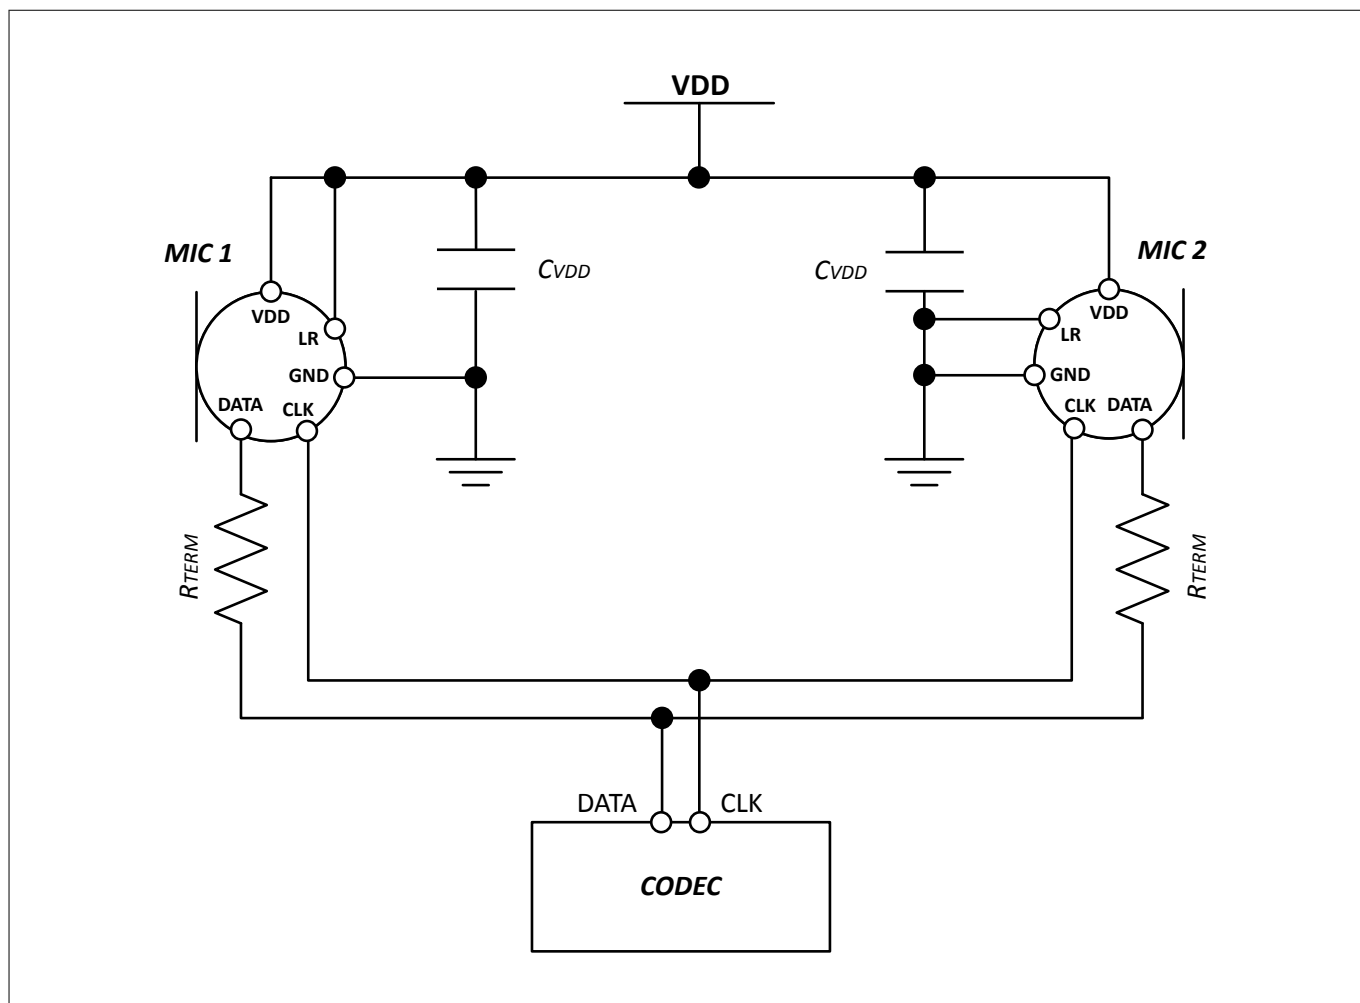 VDD
MIC 1
CVDD
CVDD
MIC 2
VDD
LR
GND
DATA
CLK
VDD
LR
GND
CLK
DATA
RTERM
RTERM
DATA
CLK
CODEC